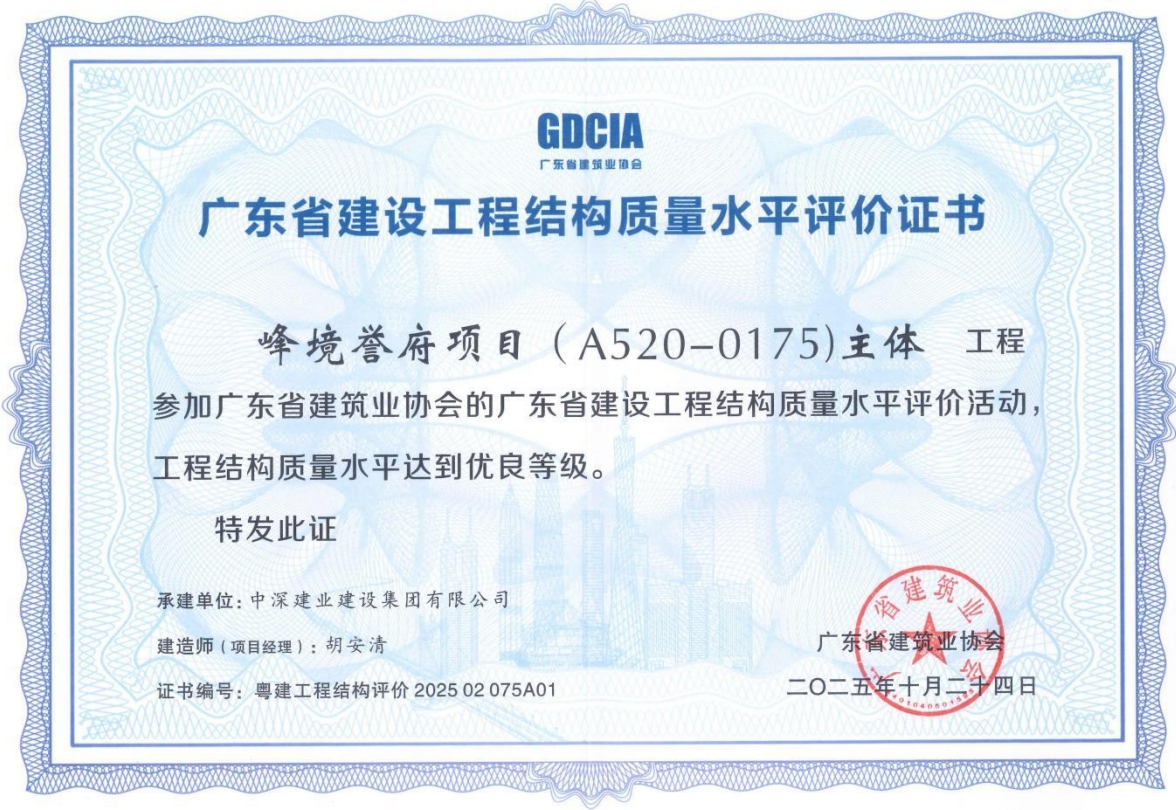 GDCIA
广东省建筑业协会
广东省建设工程结构质量水平评价证书
峰境誉府项目（A520-0175)主体 工程
参加广东省建筑业协会的广东省建设工程结构质量水平评价活动，
工程结构质量水平达到优良等级。
特发此证
承建单位：中深建业建设集团有限公司
建造师（项目经理）：胡安清
证书编号：粤建工程结构评价 2025 02 075A01
广东省建筑业协会
广东省建筑业协会
二〇二五年十月二十四日